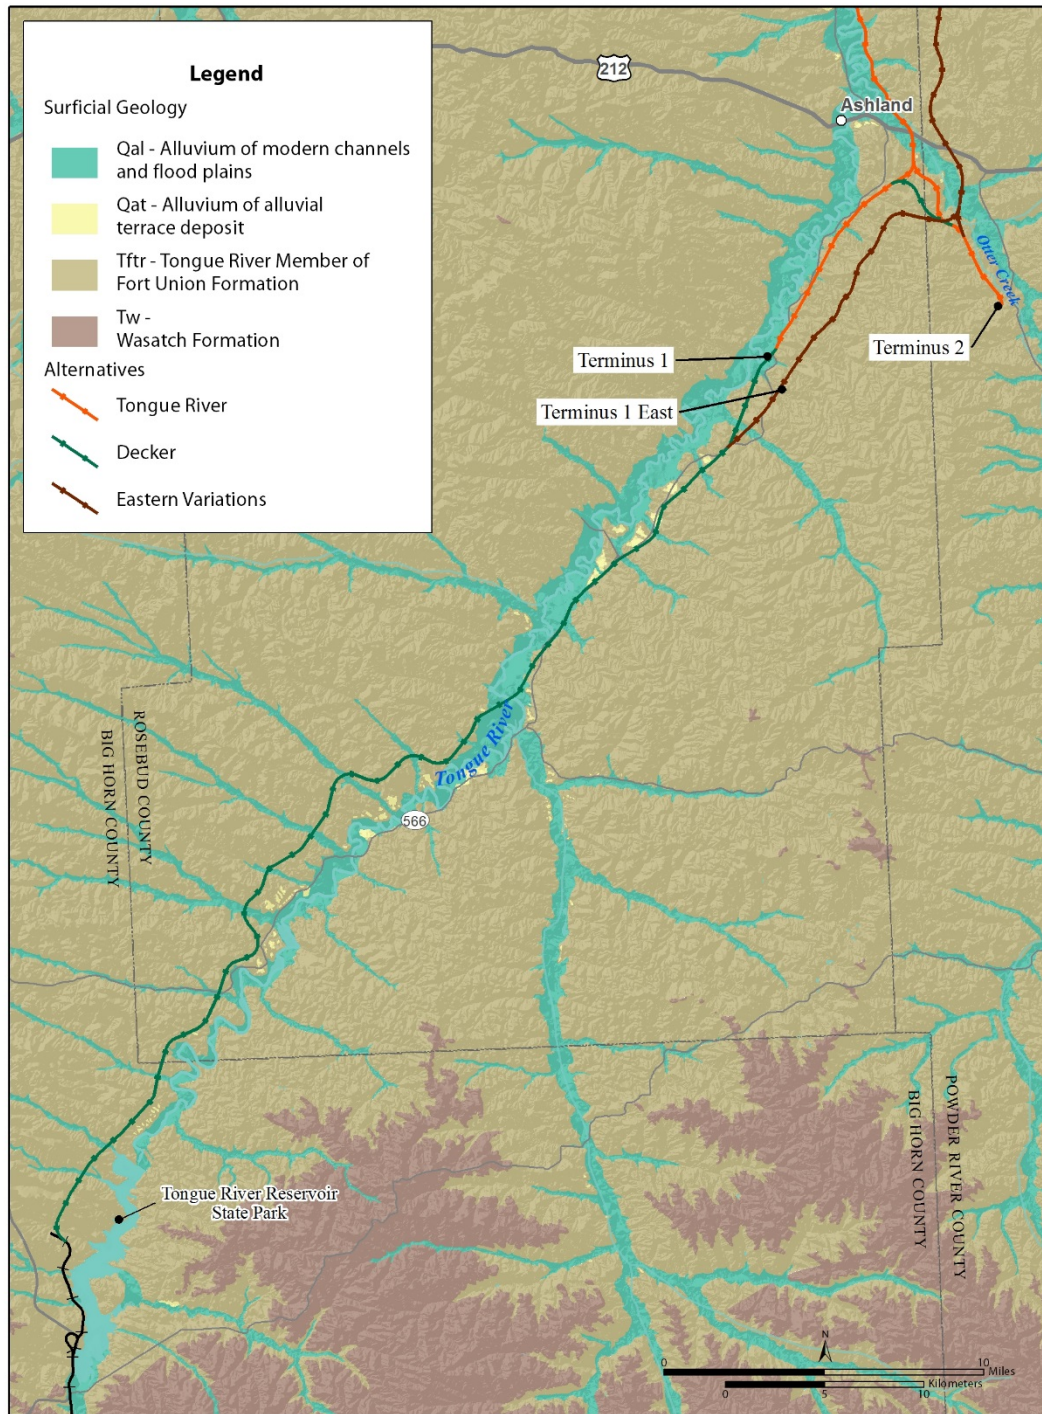 Legend
Surficial Geology
Qal - Alluvium of modern channels
and flood plains
Qat - Alluvium of alluvial
terrace deposit
Tftr - Tongue River Member of
Fort Union Formation
Tw -
Wasatch Formation
Alternatives
Tongue River
Decker
Eastern Variations
212
Ashland
Otter Creek
Terminus 2
Terminus 1
Terminus 1 East
Tongue River
566
ROSEBUD COUNTY
BIG HORN COUNTY
POWDER RIVER COUNTY
BIG HORN COUNTY
Tongue River Reservoir
State Park
N
0 10
Miles
0 5 10
Kilometers